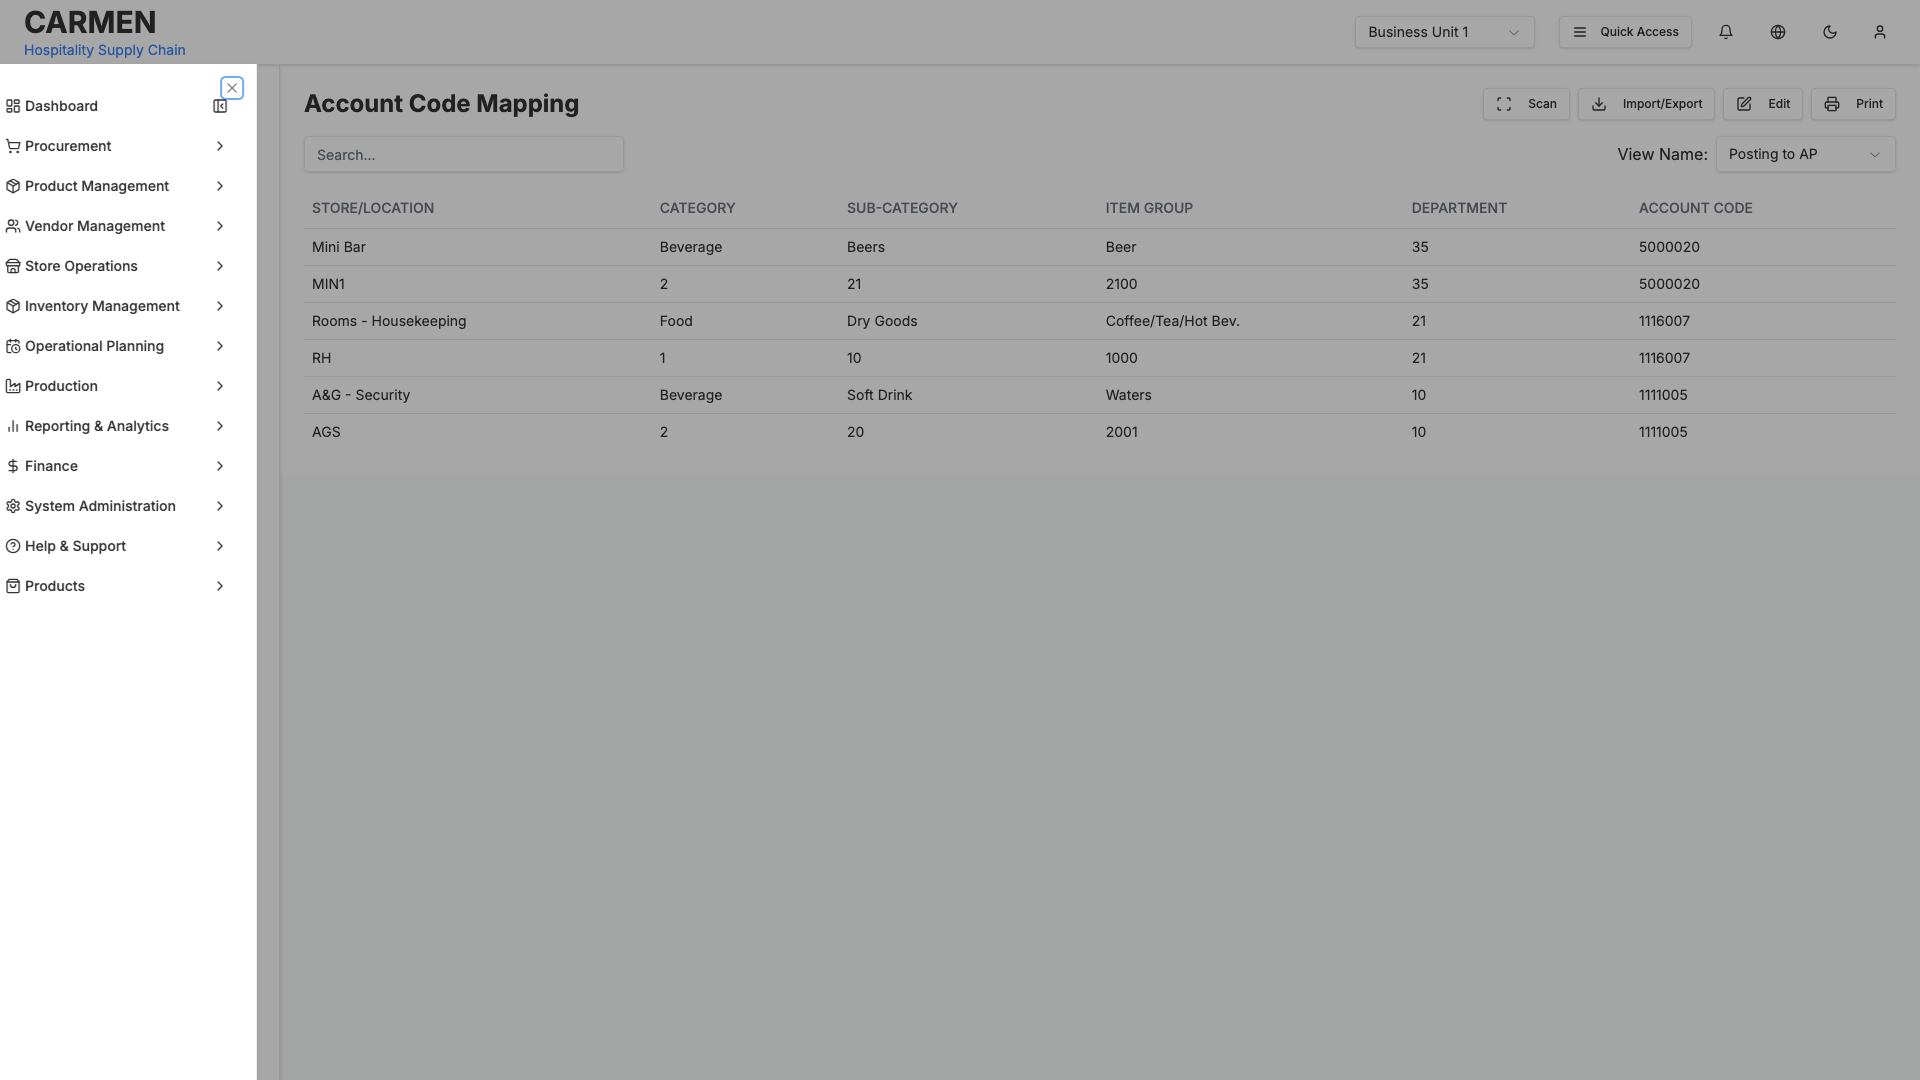 CARMEN
Hospitality Supply Chain
Business Unit 1
Quick Access
Dashboard
Procurement
Product Management
Vendor Management
Store Operations
Inventory Management
Operational Planning
Production
Reporting & Analytics
Finance
System Administration
Help & Support
Products
Account Code Mapping
Scan
Import/Export
Edit
Print
Search...
View Name: Posting to AP
STORE/LOCATION CATEGORY SUB-CATEGORY ITEM GROUP DEPARTMENT ACCOUNT CODE
Mini Bar Beverage Beers Beer 35 5000020
MIN1 2 21 2100 35 5000020
Rooms - Housekeeping Food Dry Goods Coffee/Tea/Hot Bev. 21 1116007
RH 1 10 1000 21 1116007
A&G - Security Beverage Soft Drink Waters 10 1111005
AGS 2 20 2001 10 1111005